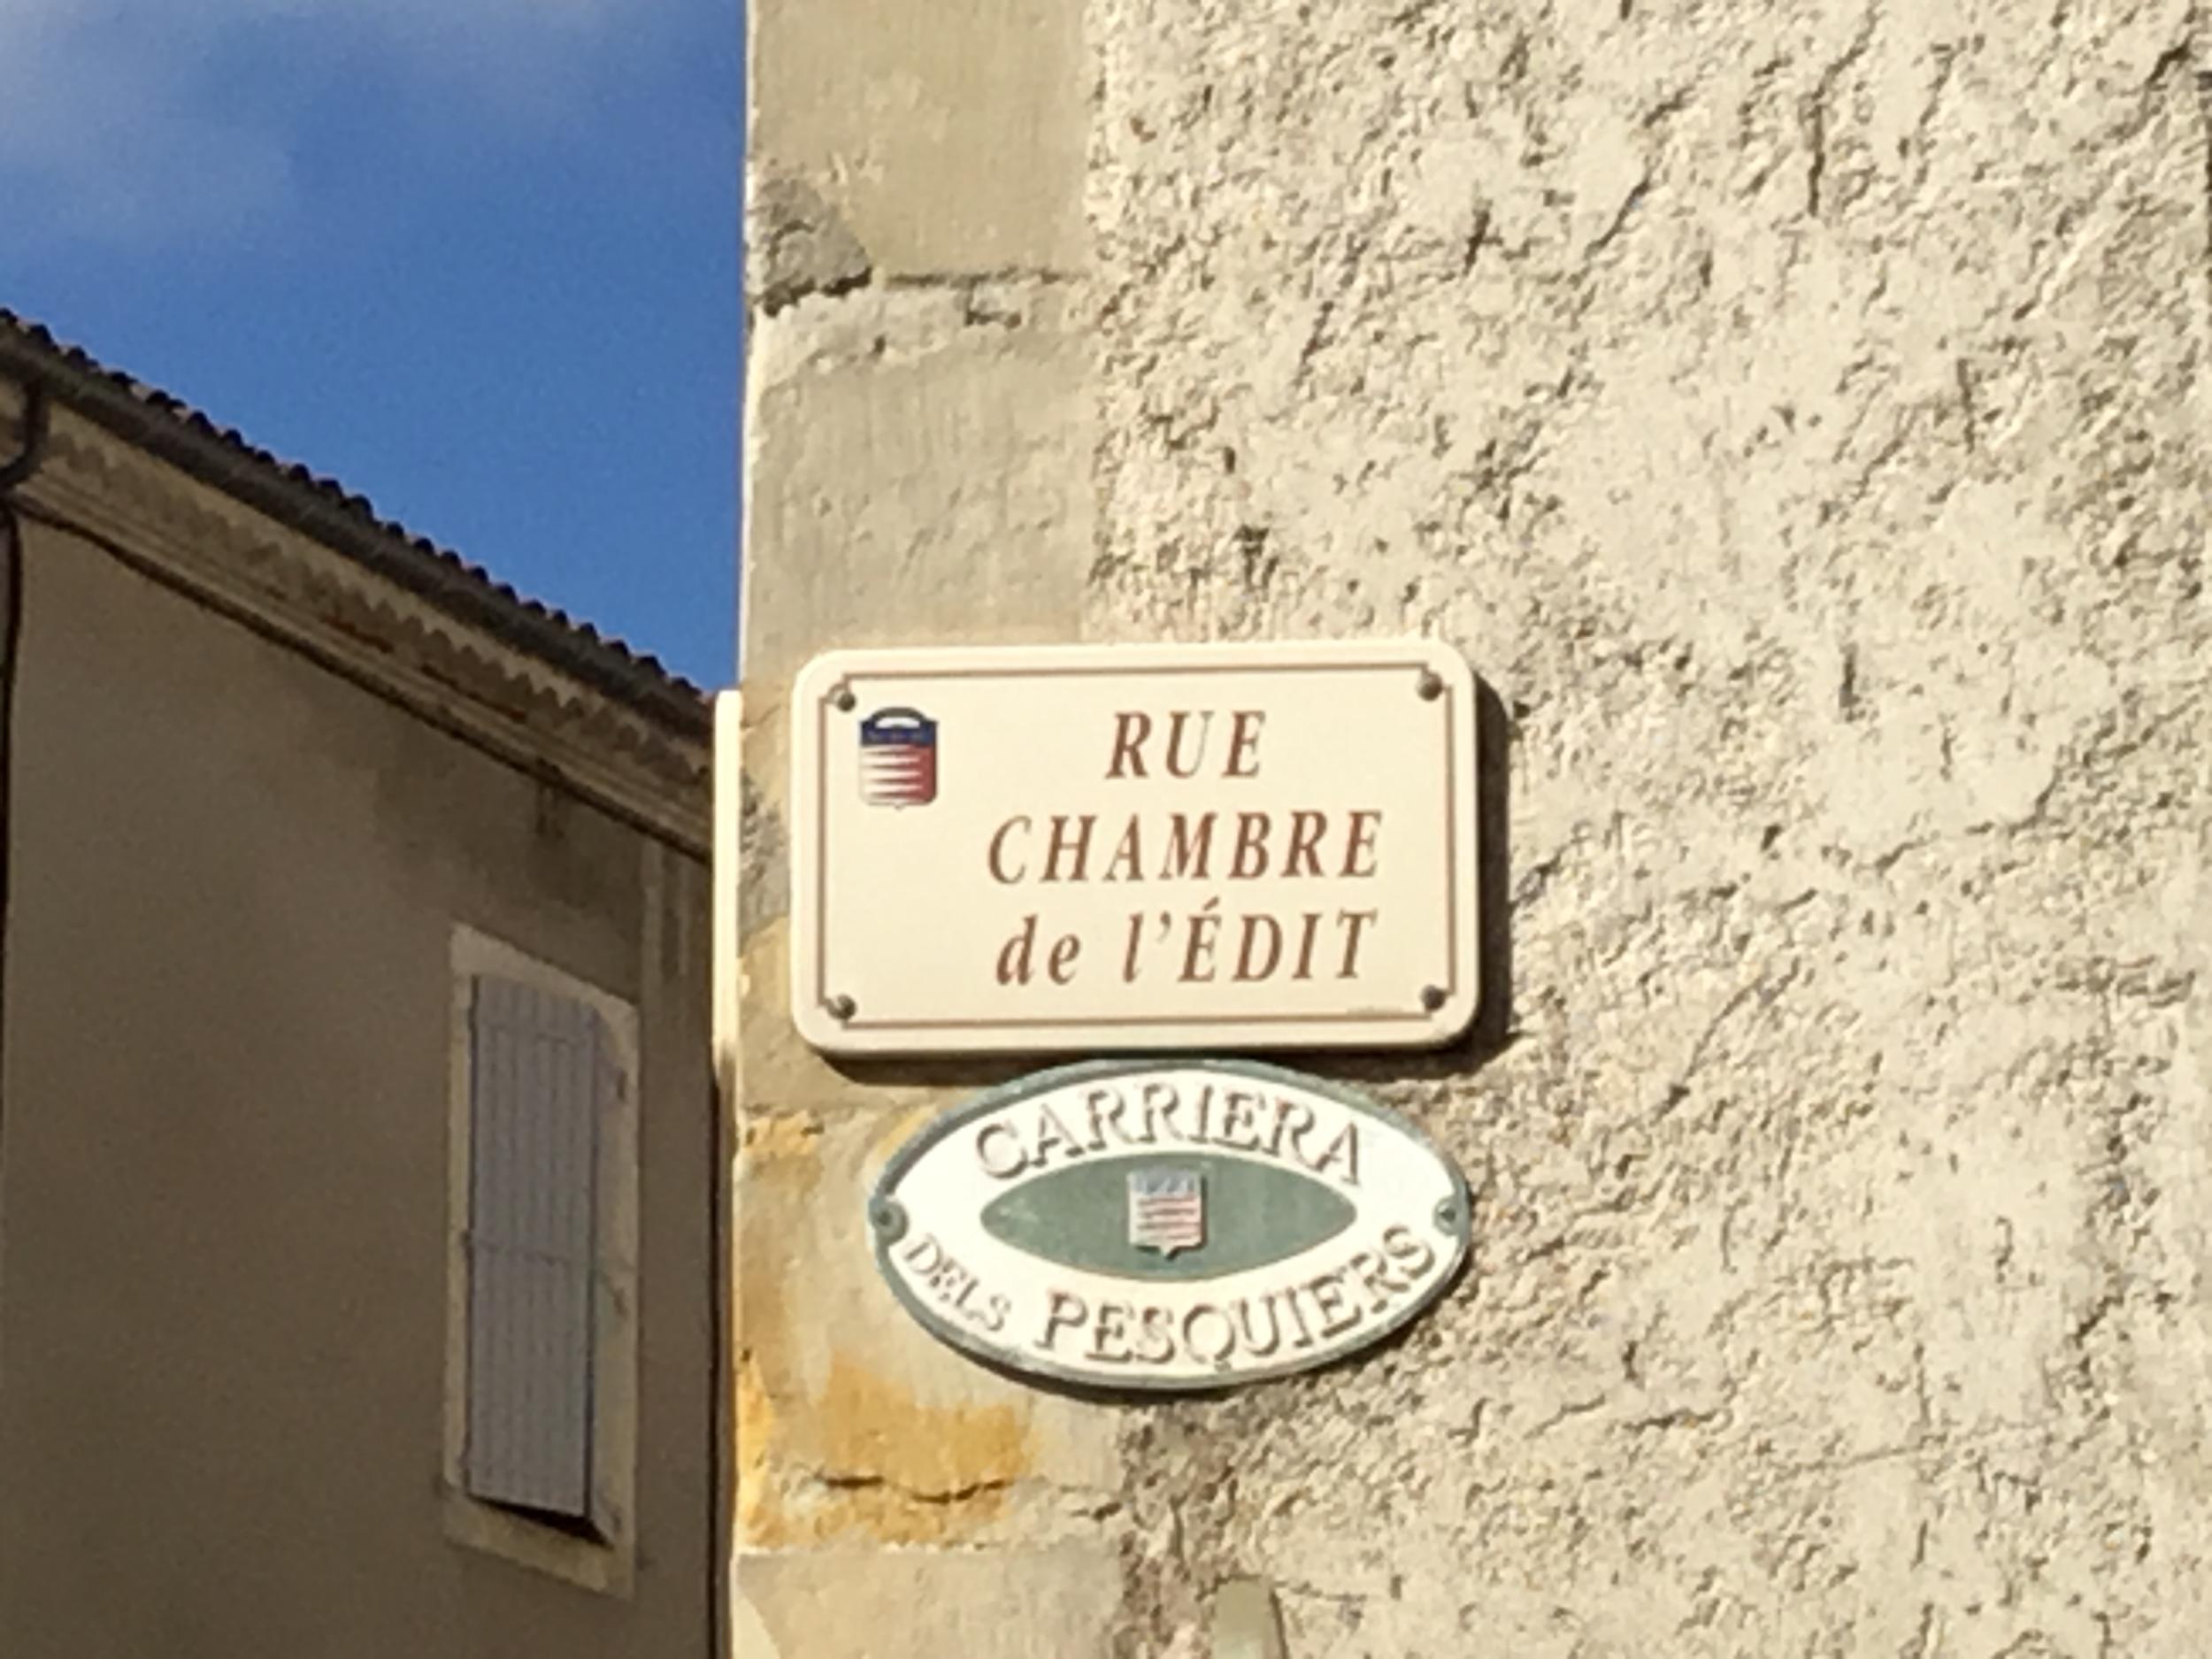 RUE
CHAMBRE
de l'ÉDIT
CARRIERA
DELS PESQUIERS